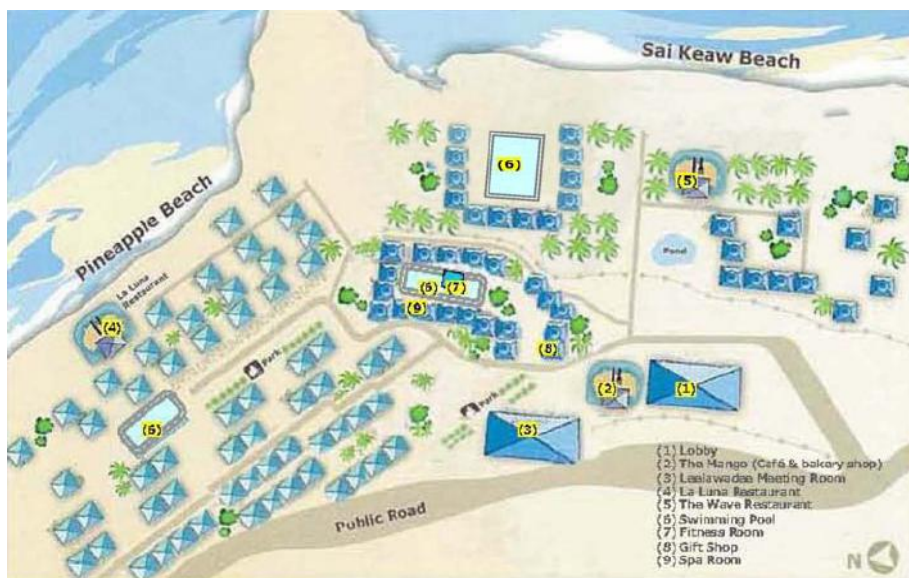 Sai Keaw Beach
(6)
(5)
Pineapple Beach
Pond
La Luna
Restaurant
(6)
(7)
(9)
(4)
(8)
Park
(2)
(1)
Park
(6)
(3)
Public Road
(1) Lobby
(2) The Mango (Café & bakery shop)
(3) Leelawadee Meeting Room
(4) La Luna Restaurant
(5) The Wave Restaurant
(6) Swimming Pool
(7) Fitness Room
(8) Gift Shop
(9) Spa Room
N